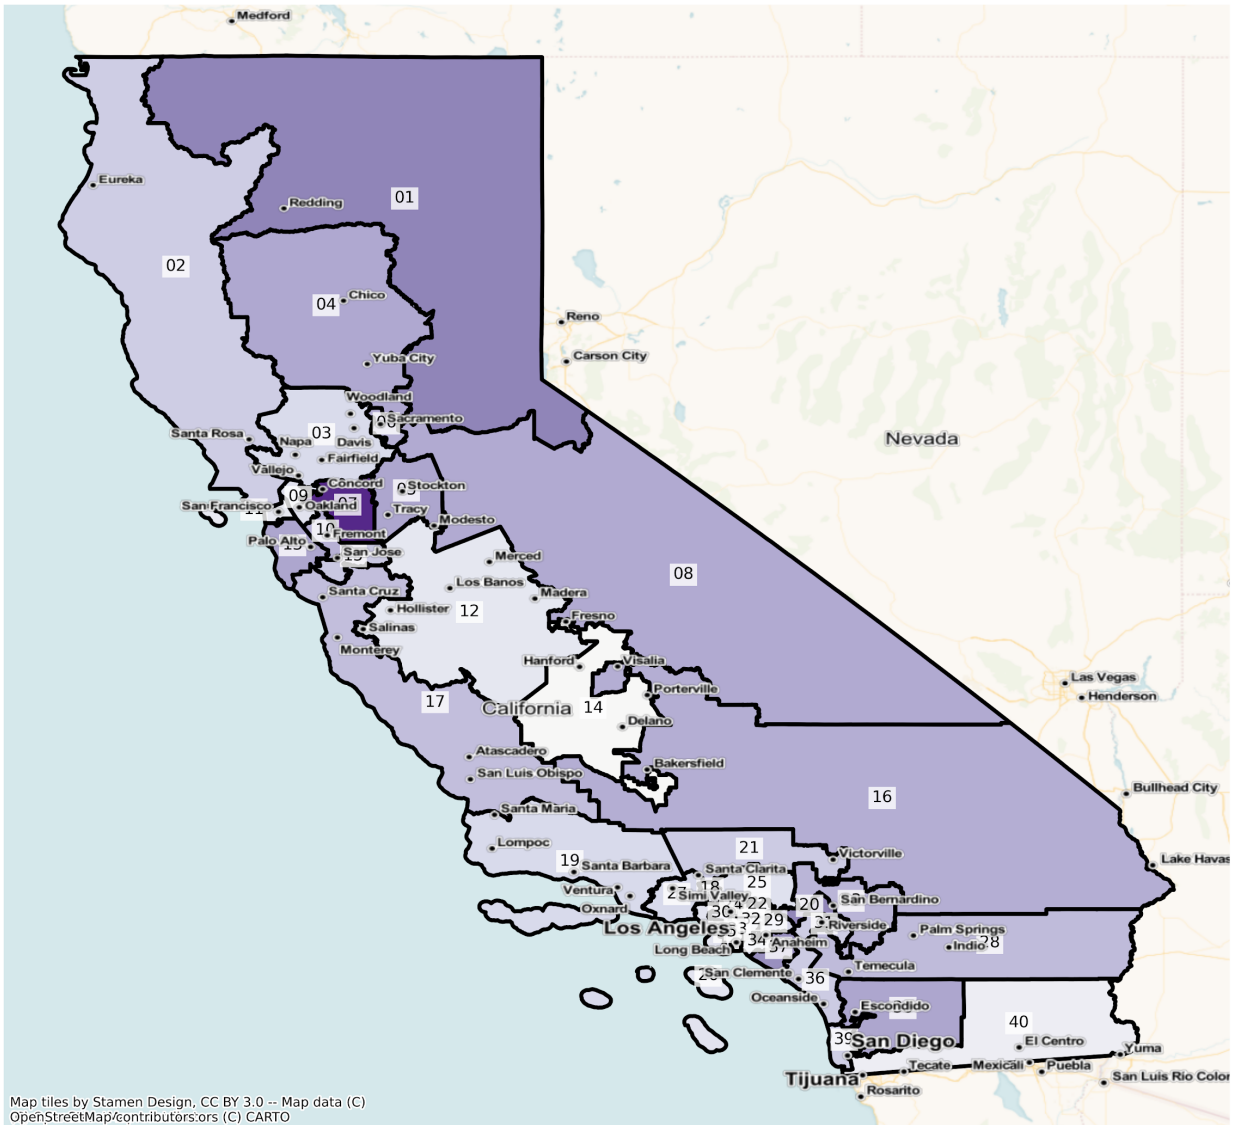 Medford
Eureka
Redding
01
02
04
Chico
Reno
Yuba City
Carson City
Woodland
Sacramento
Santa Rosa
03
Napa
Davis
Nevada
Fairfield
Vallejo
Concord
09
07
Stockton
San Francisco
Oakland
Tracy
10
Modesto
Fremont
Palo Alto
San Jose
Merced
08
Santa Cruz
Los Banos
Madera
Hollister
12
Fresno
Salinas
Monterey
Hanford
Visalia
Las Vegas
Henderson
Porterville
17
California
14
Delano
Atascadero
Bakersfield
San Luis Obispo
Bullhead City
16
Santa Maria
Lompoc
21
Victorville
19
Santa Barbara
Santa Clarita
Lake Havas
25
18
Ventura
Simi Valley
San Bernardino
Oxnard
30
22
20
29
Los Angeles
Riverside
Palm Springs
Long Beach
34
Anaheim
Indio
28
Temecula
San Clemente
36
Oceanside
Escondido
40
39
San Diego
El Centro
Yuma
Tijuana
Tecate
Mexicali
Puebla
San Luis Rio Color
Rosarito
Map tiles by Stamen Design, CC BY 3.0 -- Map data (C)
OpenStreetMap contributors (C) CARTO